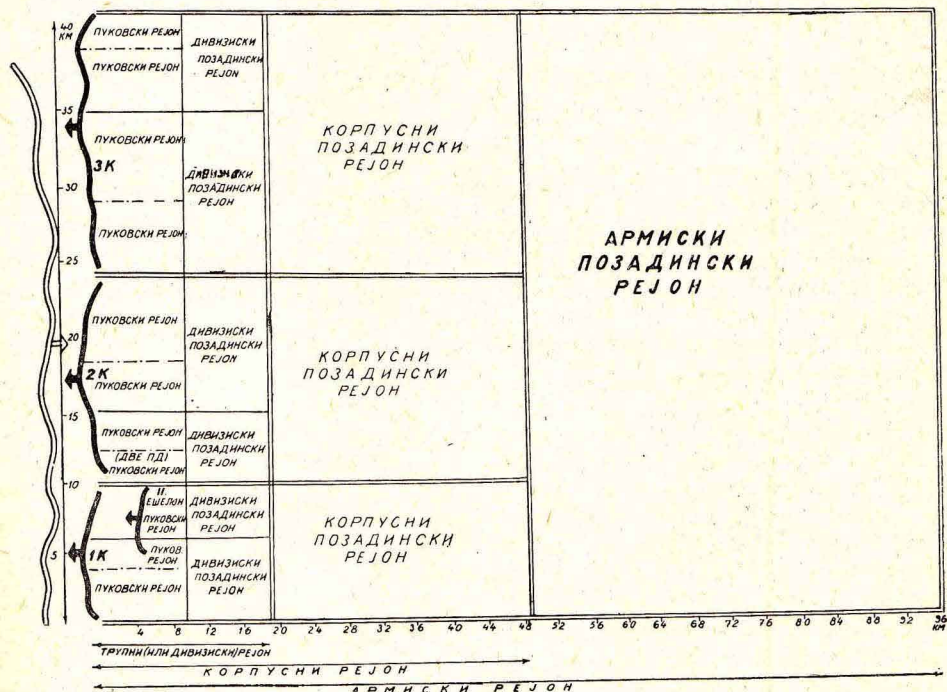 40
КМ
ПУКОВСКИ РЕЈОН
ПУКОВСКИ РЕЈОН
ДИВИЗИСКИ
ПОЗАДИНСКИ
РЕЈОN
35
ПУКОВСКИ РЕЈОН
3К
30
ПУКОВСКИ РЕЈОН
25
ДИВИЗИСКИ
ПОЗАДИНСКИ
РЕЈОН
КОРПУСНИ
ПОЗАДИНСКИ
РЕЈОН
АРМИСКИ
ПОЗАДИНСКИ
РЕЈОН
ПУКОВСКИ РЕЈОН
20
2К
ПУКОВСКИ РЕЈОН
15
ДИВИЗИСКИ
ПОЗАДИНСКИ
РЕЈОN
ПУКОВСКИ РЕЈОН
(ДВЕ ПД)
ПУКОВСКИ РЕЈОН
ДИВИЗИСКИ
ПОЗАДИНСКИ
РЕЈОН
КОРПУСНИ
ПОЗАДИНСКИ
РЕЈОН
10
II.
ЕШЕЛОН
ПУКОВСКИ
РЕЈОН
ДИВИЗИСКИ
ПОЗАДИНСКИ
РЕЈОН
5
1К
ПУКОВ.
РЕЈОН
ПУКОВСКИ РЕЈОН
ДИВИЗИСКИ
ПОЗАДИНСКИ
РЕЈОН
КОРПУСНИ
ПОЗАДИНСКИ
РЕЈОН
4 8 12 16 20 24 28 32 36 40 44 48 52 56 60 64 68 72 76 80 84 88 92 96
КМ
ТРУПНИ(ИЛИ ДИВИЗИСКИ)РЕЈОН
КОРПУСНИ РЕЈОН
АРМИСКИ РЕЈОН